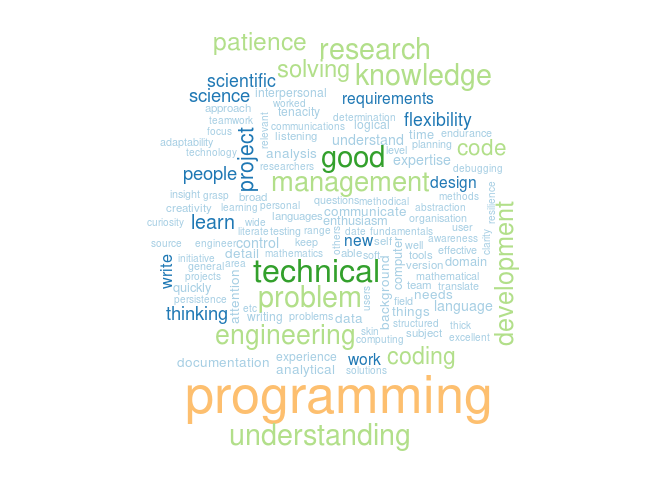 patience
research
solving
knowledge
scientific
science
interpersonal
requirements
approach
worked
tenacity
determination
flexibility
teamwork
focus
relevant
communications
logical
adaptability
project
listening
understand
time
endurance
technology
analysis
good
level
planning
code
people
researchers
expertise
debugging
management
design
insight
grasp
broad
personal
questions
methodical
methods
resilience
creativity
languages
communicate
abstraction
curiosity
learn
wide
enthusiasm
organisation
literate
testing
range
others
date
fundamentals
user
source
engineer
control
keep
new
self
awareness
clarity
development
write
initiative
detail
mathematics
able
soft
well
effective
general
area
computer
tools
domain
projects
technical
version
mathematical
quickly
attention
background
team
translate
persistence
problem
users
needs
thinking
etc
field
things
language
writing
problems
data
structured
thick
engineering
skin
subject
computing
excellent
documentation
experience
work
coding
analytical
solutions
programming
understanding